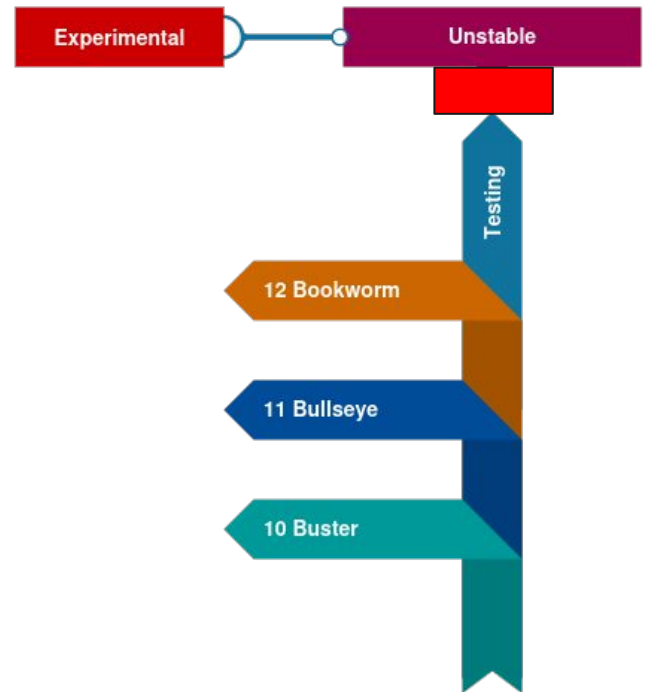 Experimental
Unstable
Testing
12 Bookworm
11 Bullseye
10 Buster